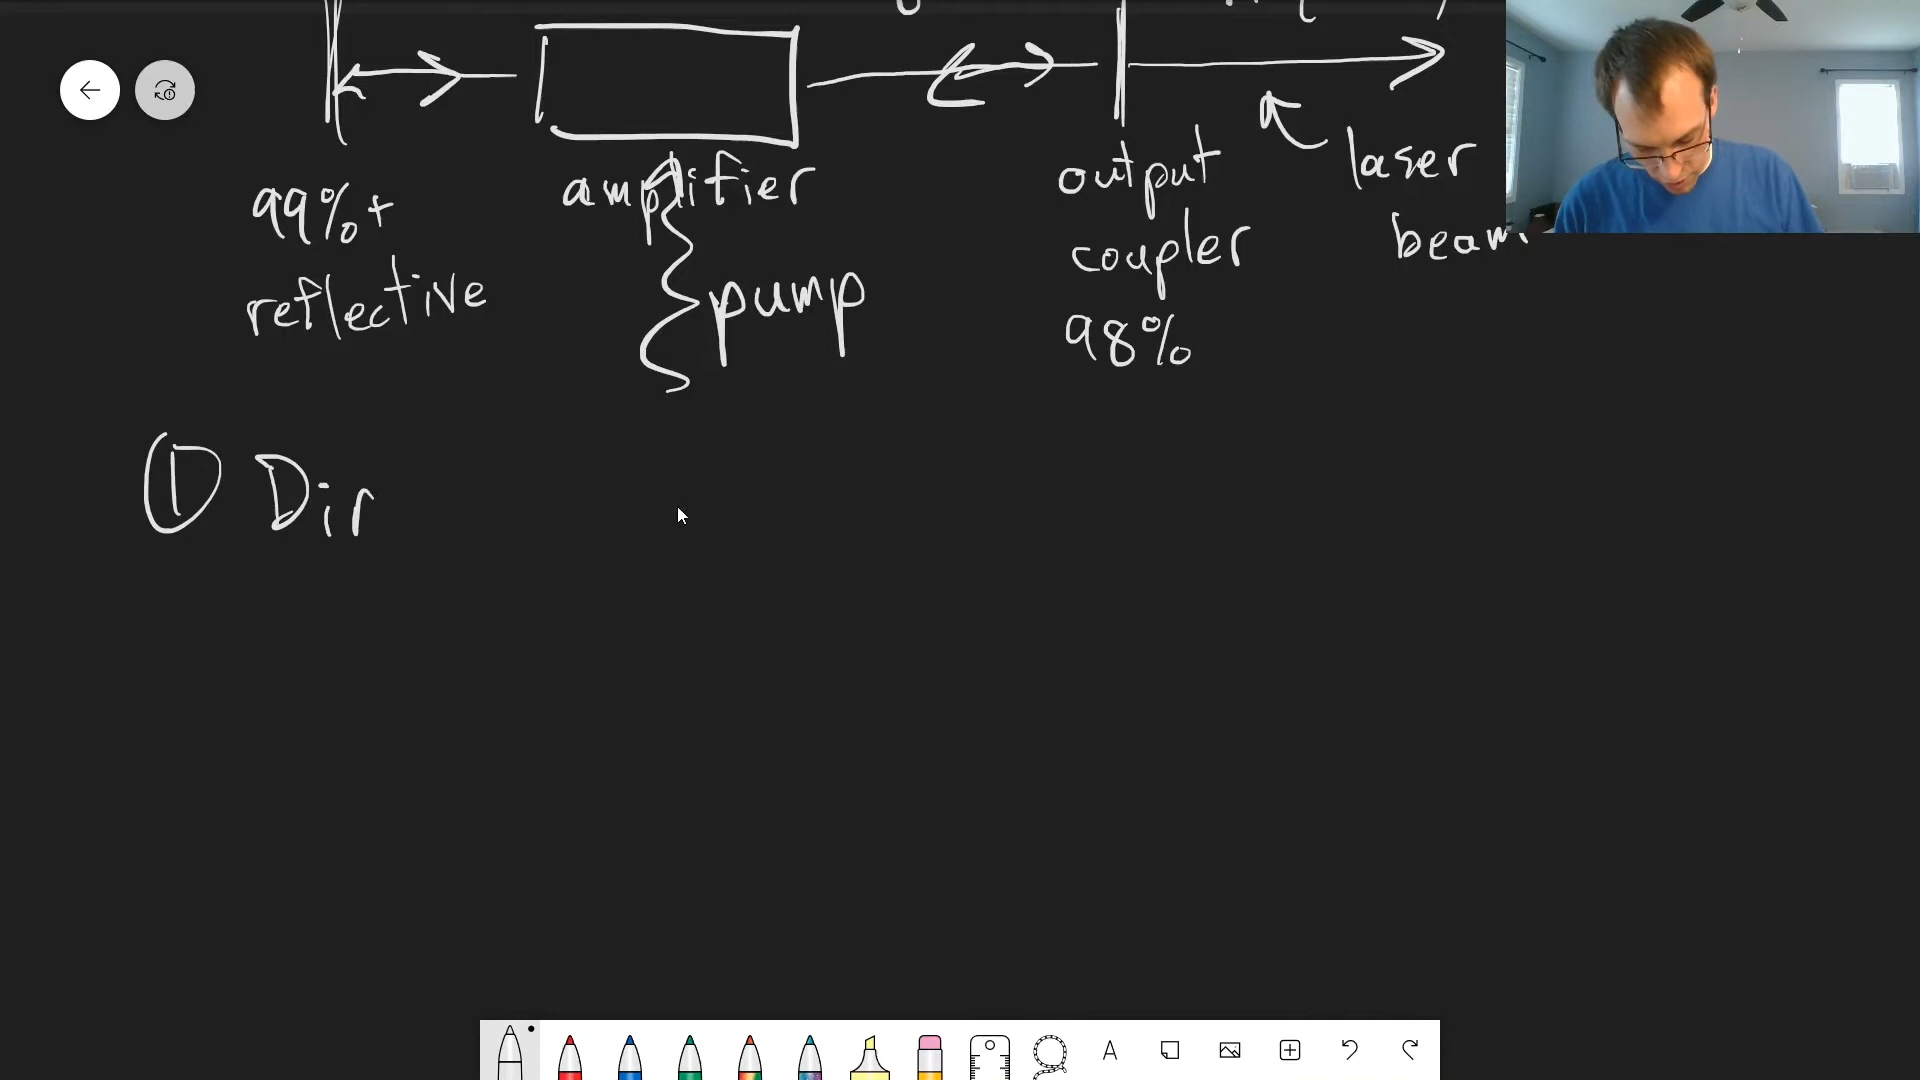 amplifier
99%+
reflective
pump
output
coupler
98%
laser
beam
① Dir
A